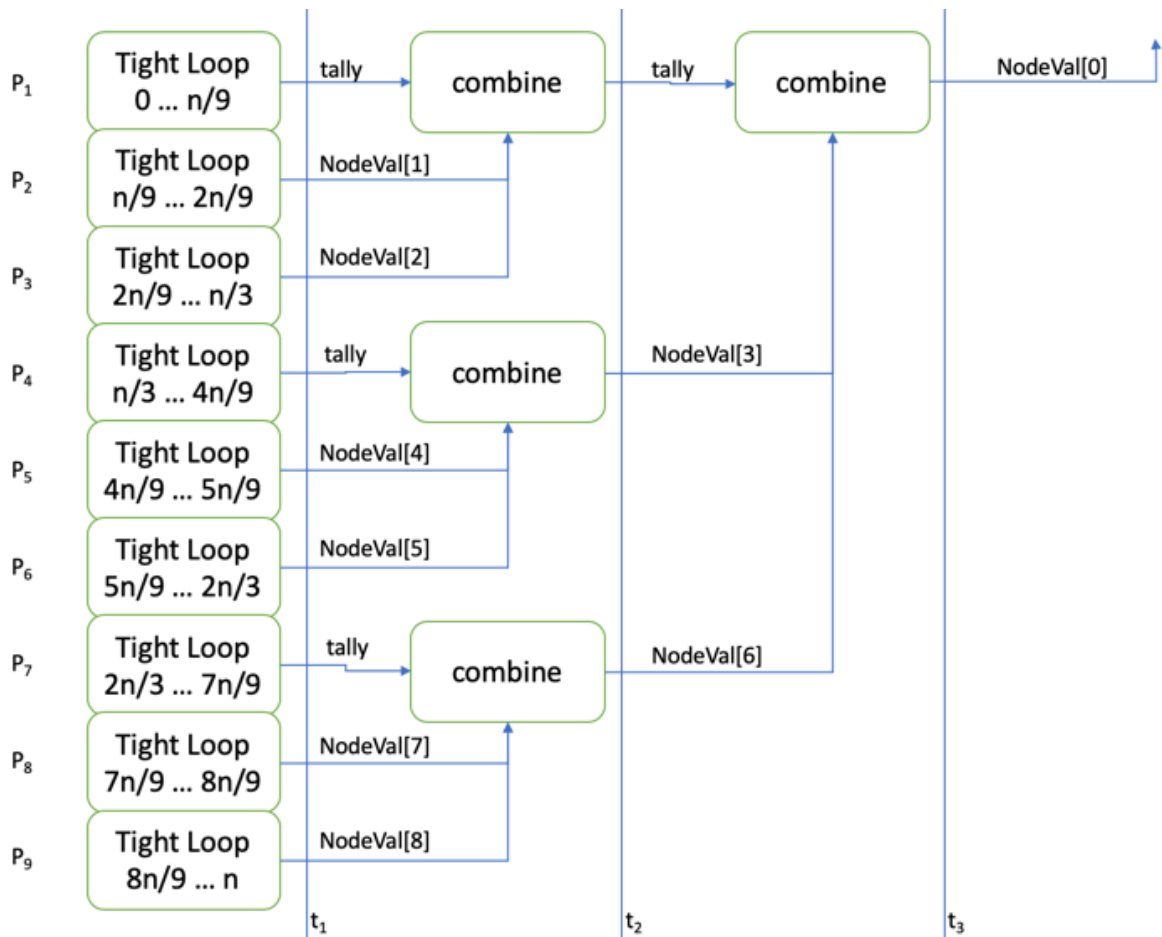 P1
Tight Loop
0 ... n/9
tally
combine
tally
combine
NodeVal[0]
P2
Tight Loop
n/9 ... 2n/9
NodeVal[1]
P3
Tight Loop
2n/9 ... n/3
NodeVal[2]
P4
Tight Loop
n/3 ... 4n/9
tally
combine
NodeVal[3]
P5
Tight Loop
4n/9 ... 5n/9
NodeVal[4]
P6
Tight Loop
5n/9 ... 2n/3
NodeVal[5]
P7
Tight Loop
2n/3 ... 7n/9
tally
combine
NodeVal[6]
P8
Tight Loop
7n/9 ... 8n/9
NodeVal[7]
P9
Tight Loop
8n/9 ... n
NodeVal[8]
t1
t2
t3